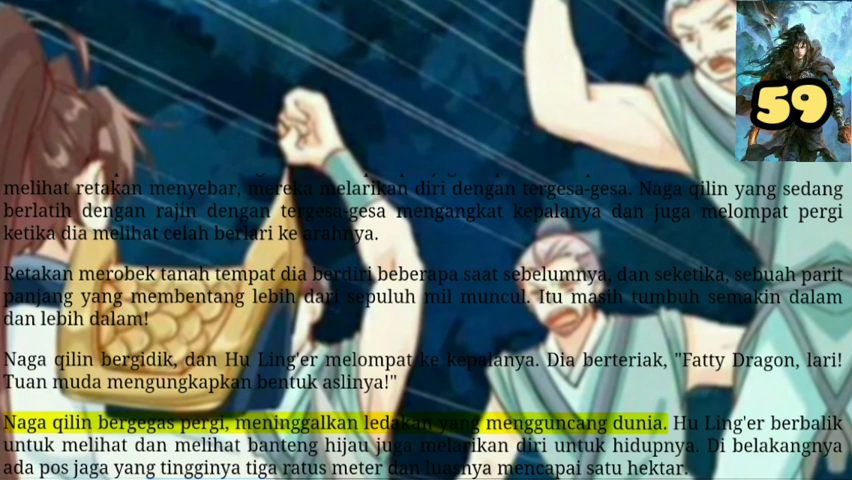 59
melihat retakan menyebar, mereka melarikan diri dengan tergesa-gesa. Naga qilin yang sedang
berlatih dengan rajin dengan tergesa-gesa mengangkat kepalanya dan juga melompat pergi
ketika dia melihat celah berlari ke arahnya.
Retakan merobek tanah tempat dia berdiri beberapa saat sebelumnya, dan seketika, sebuah parit
panjang yang membentang lebih dari sepuluh mil muncul. Itu masih tumbuh semakin dalam
dan lebih dalam!
Naga qilin bergidik, dan Hu Ling'er melompat ke kepalanya. Dia berteriak, "Fatty Dragon, lari!
Tuan muda mengungkapkan bentuk aslinya!"
Naga qilin bergegas pergi, meninggalkan ledakan yang mengguncang dunia. Hu Ling'er berbalik
untuk melihat dan melihat banteng hijau juga melarikan diri untuk hidupnya. Di belakangnya
ada pos jaga yang tingginya tiga ratus meter dan luasnya mencapai satu hektar.